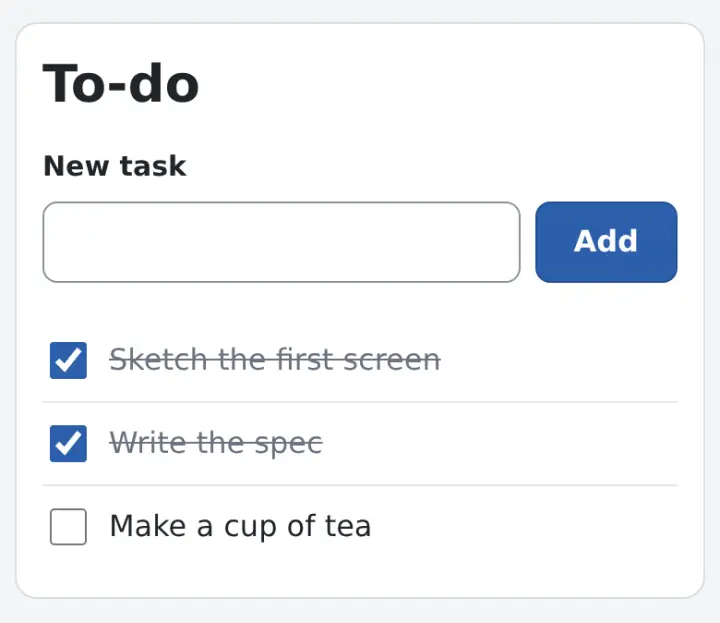 To-do
New task
Add
Sketch the first screen
Write the spec
Make a cup of tea